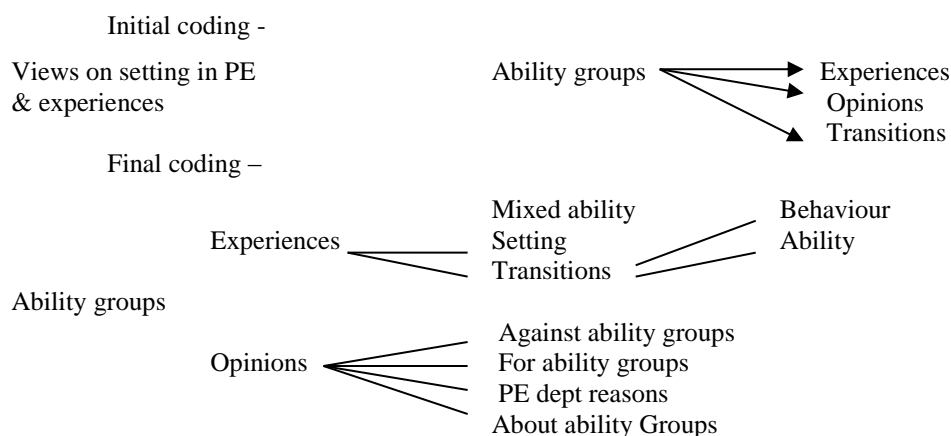 Initial coding -
Views on setting in PE
& experiences
Ability groups
Experiences
Opinions
Transitions
Final coding –
Ability groups
Experiences
Mixed ability
Setting
Transitions
Behaviour
Ability
Opinions
Against ability groups
For ability groups
PE dept reasons
About ability Groups